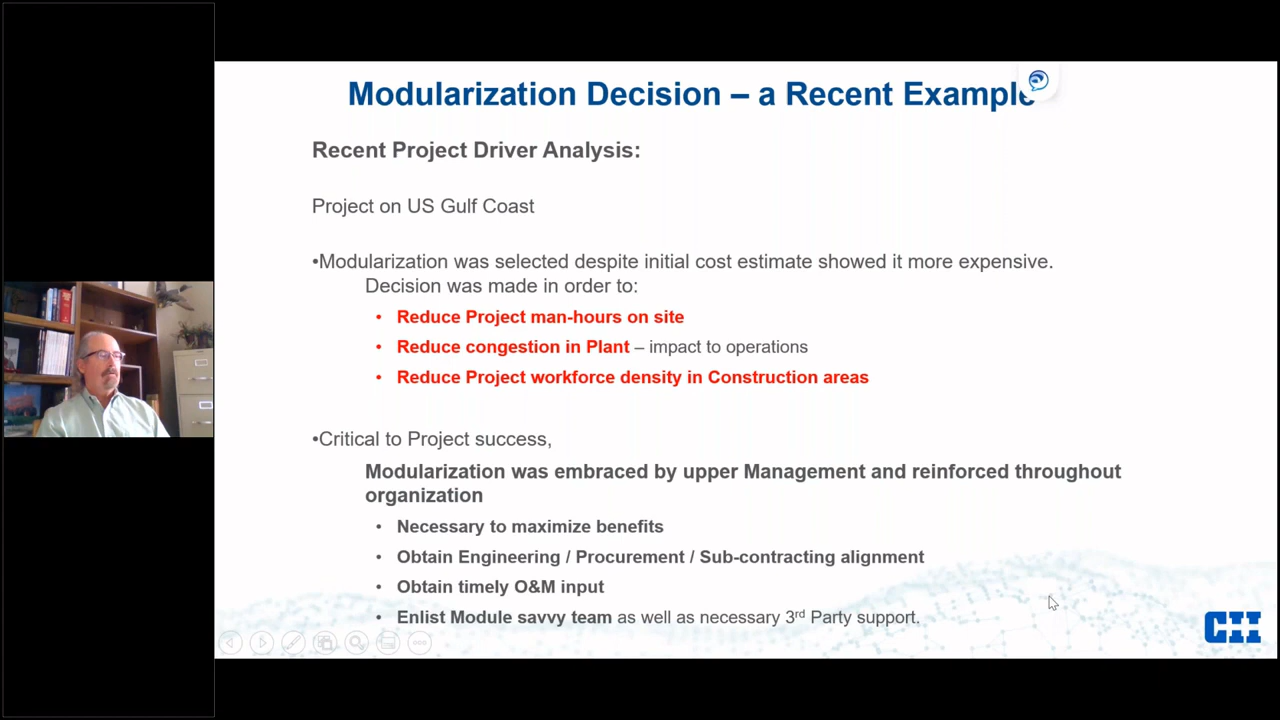 Modularization Decision – a Recent Example
Recent Project Driver Analysis:
Project on US Gulf Coast
•Modularization was selected despite initial cost estimate showed it more expensive.
Decision was made in order to:
• Reduce Project man-hours on site
• Reduce congestion in Plant – impact to operations
• Reduce Project workforce density in Construction areas
•Critical to Project success,
Modularization was embraced by upper Management and reinforced throughout
organization
• Necessary to maximize benefits
• Obtain Engineering / Procurement / Sub-contracting alignment
• Obtain timely O&M input
• Enlist Module savvy team as well as necessary 3rd Party support.
CII